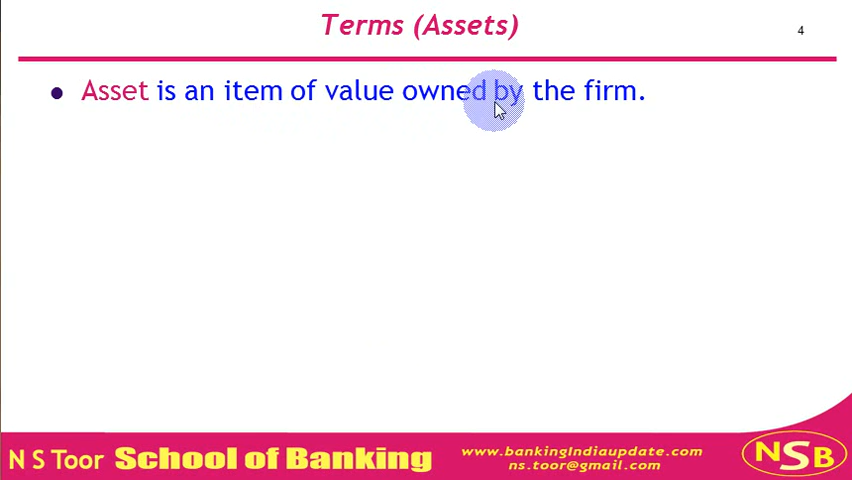 Terms (Assets)
4
Asset is an item of value owned by the firm.
N S Toor School of Banking
www.bankingIndiaupdate.com
ns.toor@gmail.com
NSB